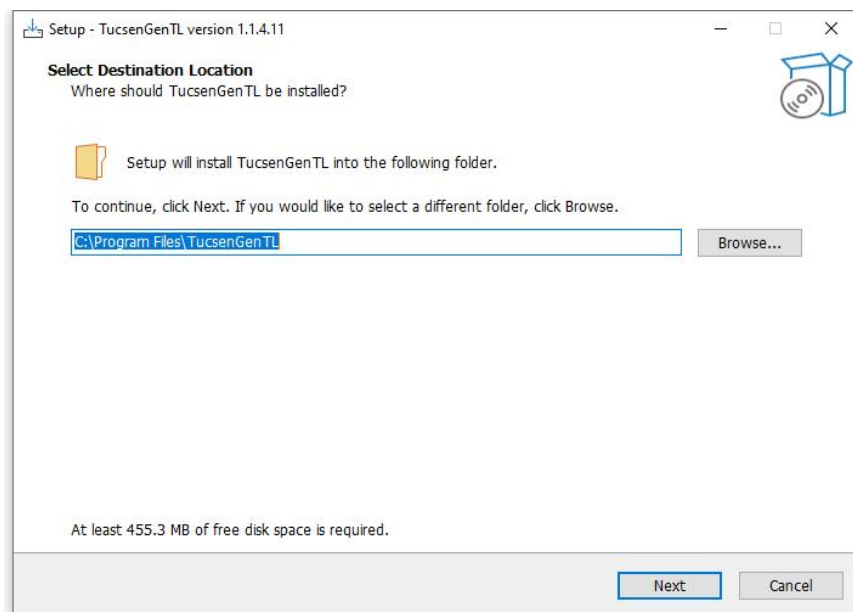 Setup - TucsenGenTL version 1.1.4.11
Select Destination Location
Where should TucsenGenTL be installed?
Setup will install TucsenGenTL into the following folder.
To continue, click Next. If you would like to select a different folder, click Browse.
C:\Program Files\TucsenGenTL
Browse...
At least 455.3 MB of free disk space is required.
Next
Cancel